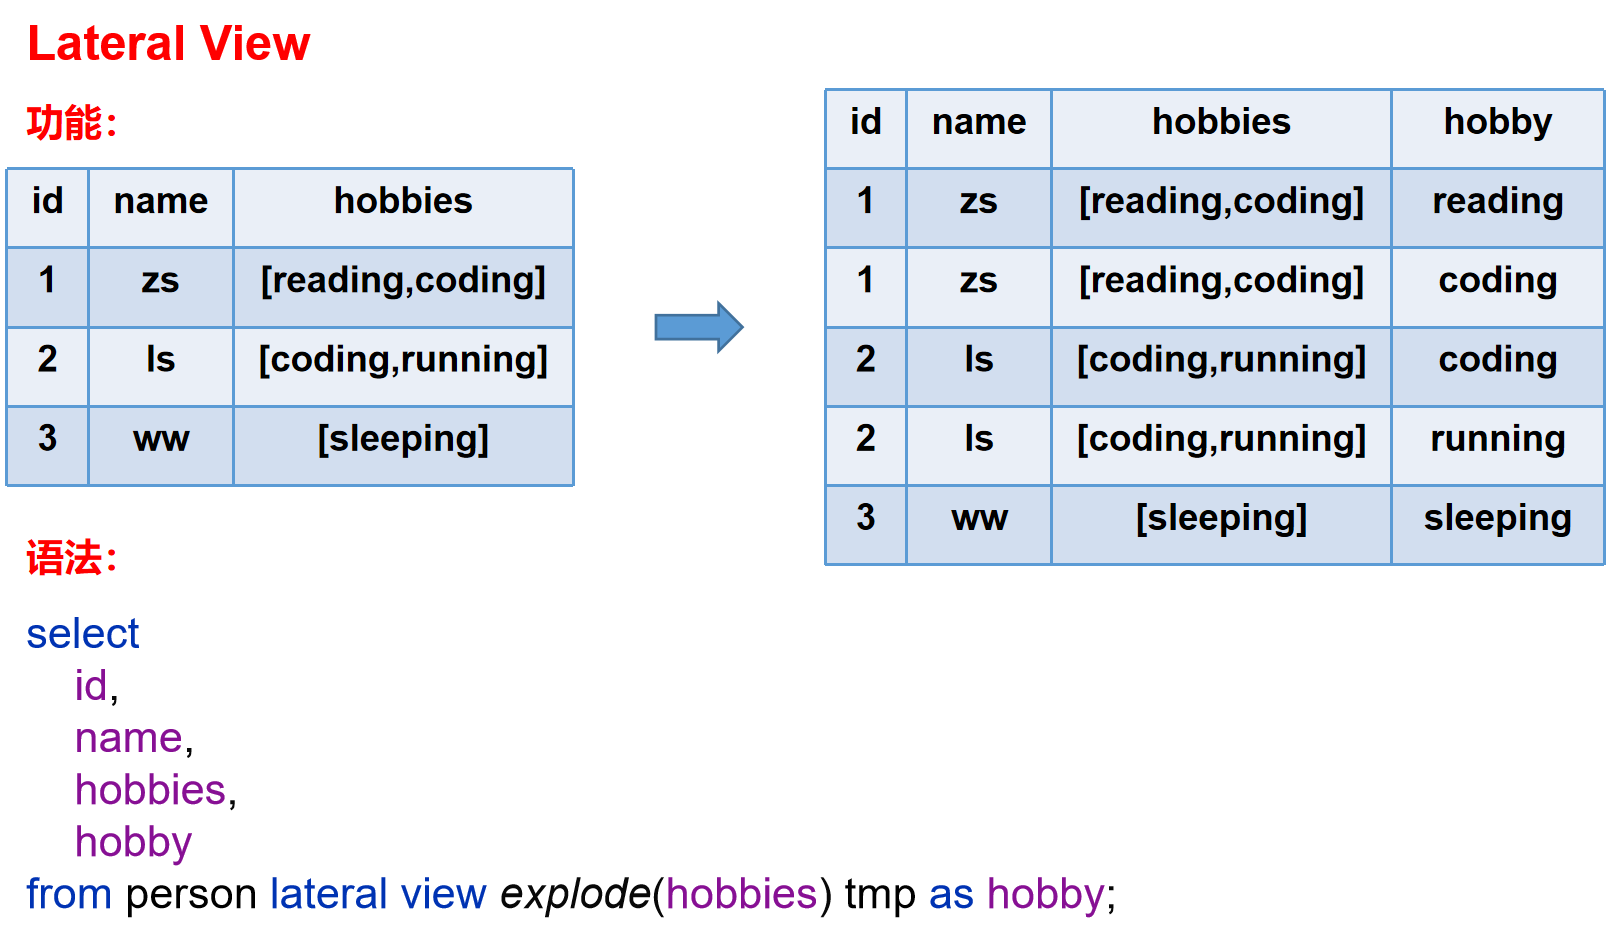 Lateral View
功能：
id name hobbies
1 zs [reading,coding]
2 ls [coding,running]
3 ww [sleeping]
id name hobbies hobby
1 zs [reading,coding] reading
1 zs [reading,coding] coding
2 ls [coding,running] coding
2 ls [coding,running] running
3 ww [sleeping] sleeping
语法：
select
id,
name,
hobbies,
hobby
from person lateral view explode(hobbies) tmp as hobby;